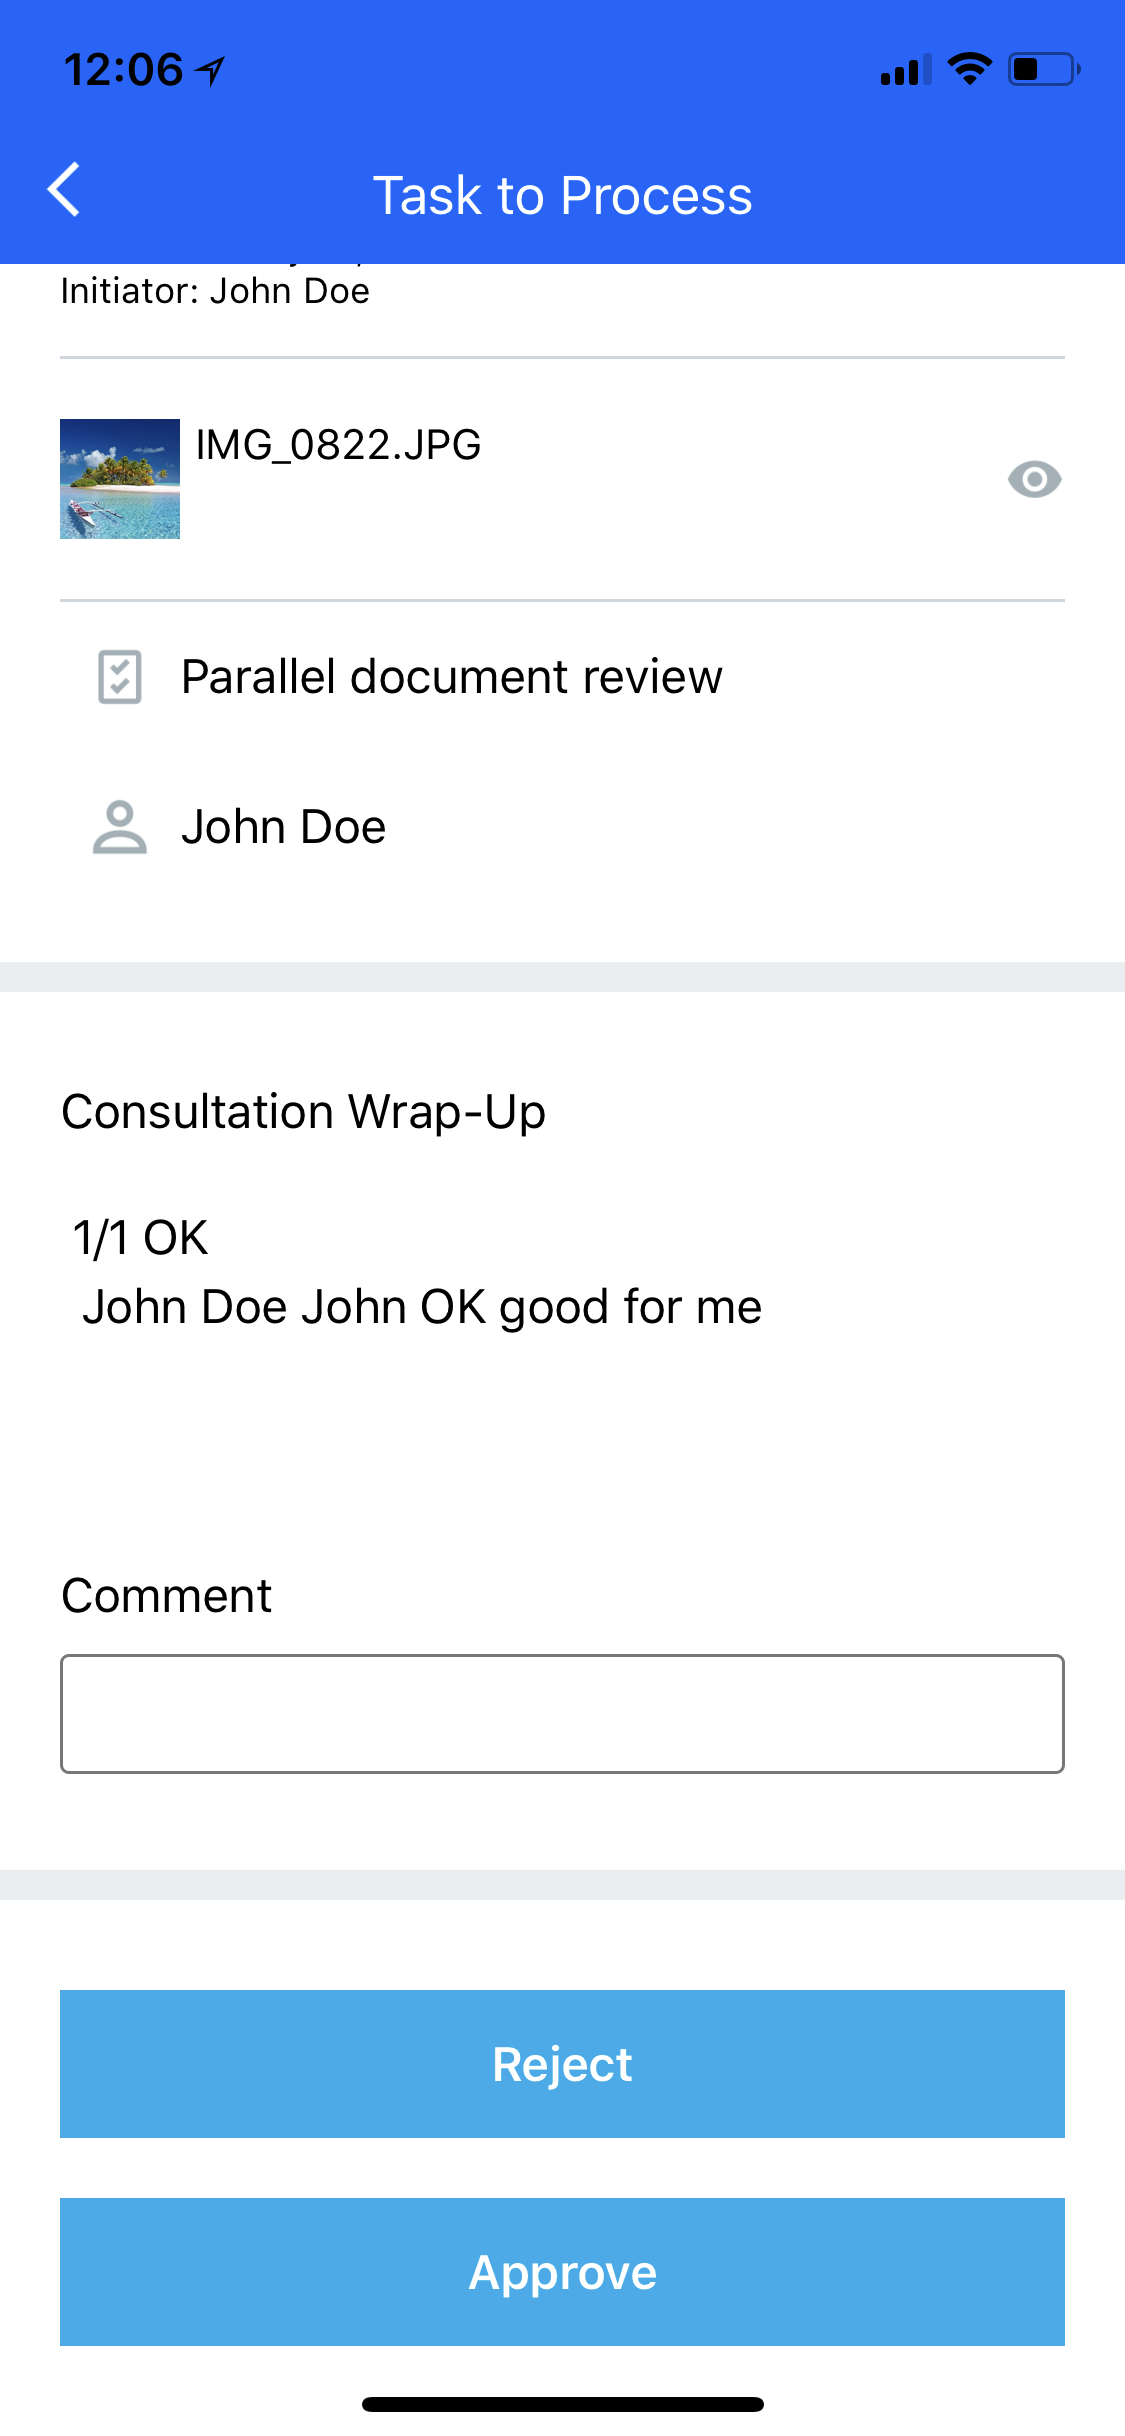 12:06
Task to Process
Initiator: John Doe
IMG_0822.JPG
Parallel document review
John Doe
Consultation Wrap-Up
1/1 OK
John Doe John OK good for me
Comment
Reject
Approve